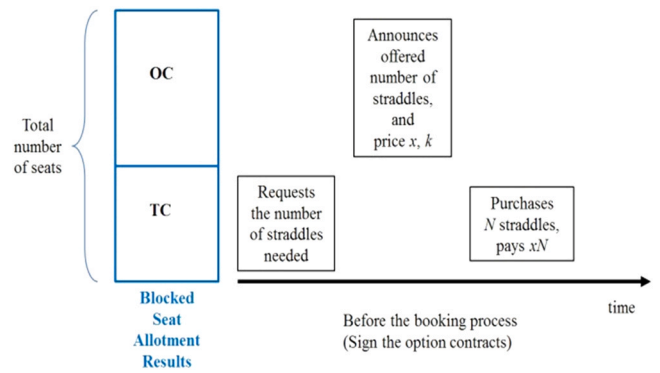 Total
number
of seats
OC
TC
Blocked
Seat
Allotment
Results
Requests
the number
of straddles
needed
Announces
offered
number of
straddles,
and
price x, k
Purchases
N straddles,
pays xN
time
Before the booking process
(Sign the option contracts)